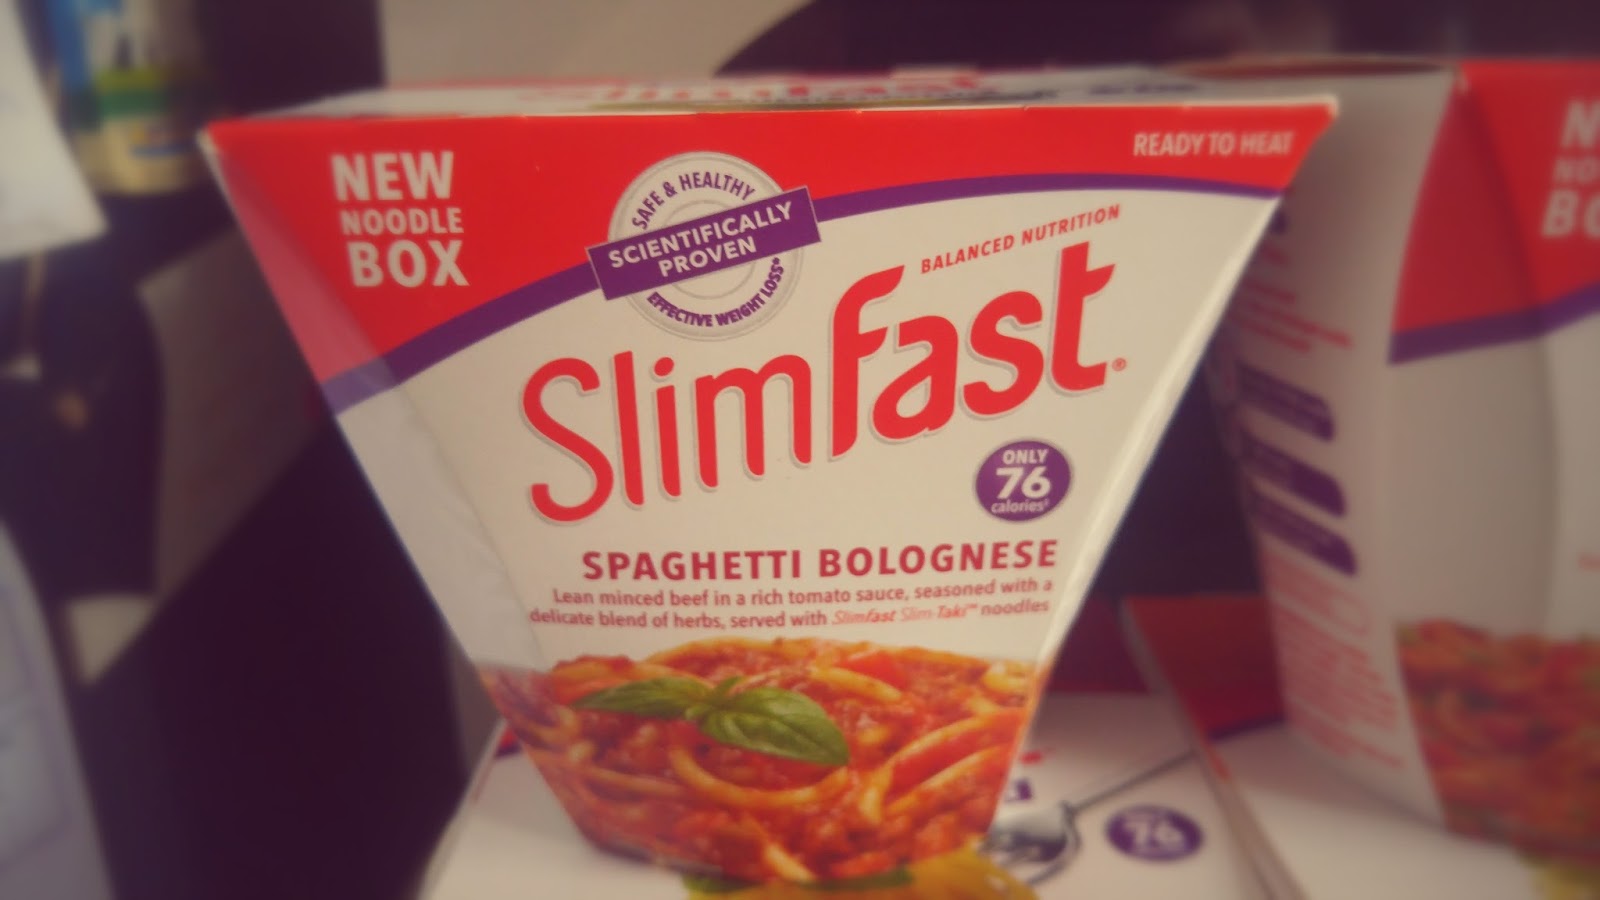 NEW
NOODLE
BOX
SAFE & HEALTHY
SCIENTIFICALLY
PROVEN
EFFECTIVE WEIGHT LOSS*
READY TO HEAT
BALANCED NUTRITION
Slimfast®
ONLY
76
calories‡
SPAGHETTI BOLOGNESE
Lean minced beef in a rich tomato sauce, seasoned with a
delicate blend of herbs, served with Slimfast Slim-Taki™ noodles
76